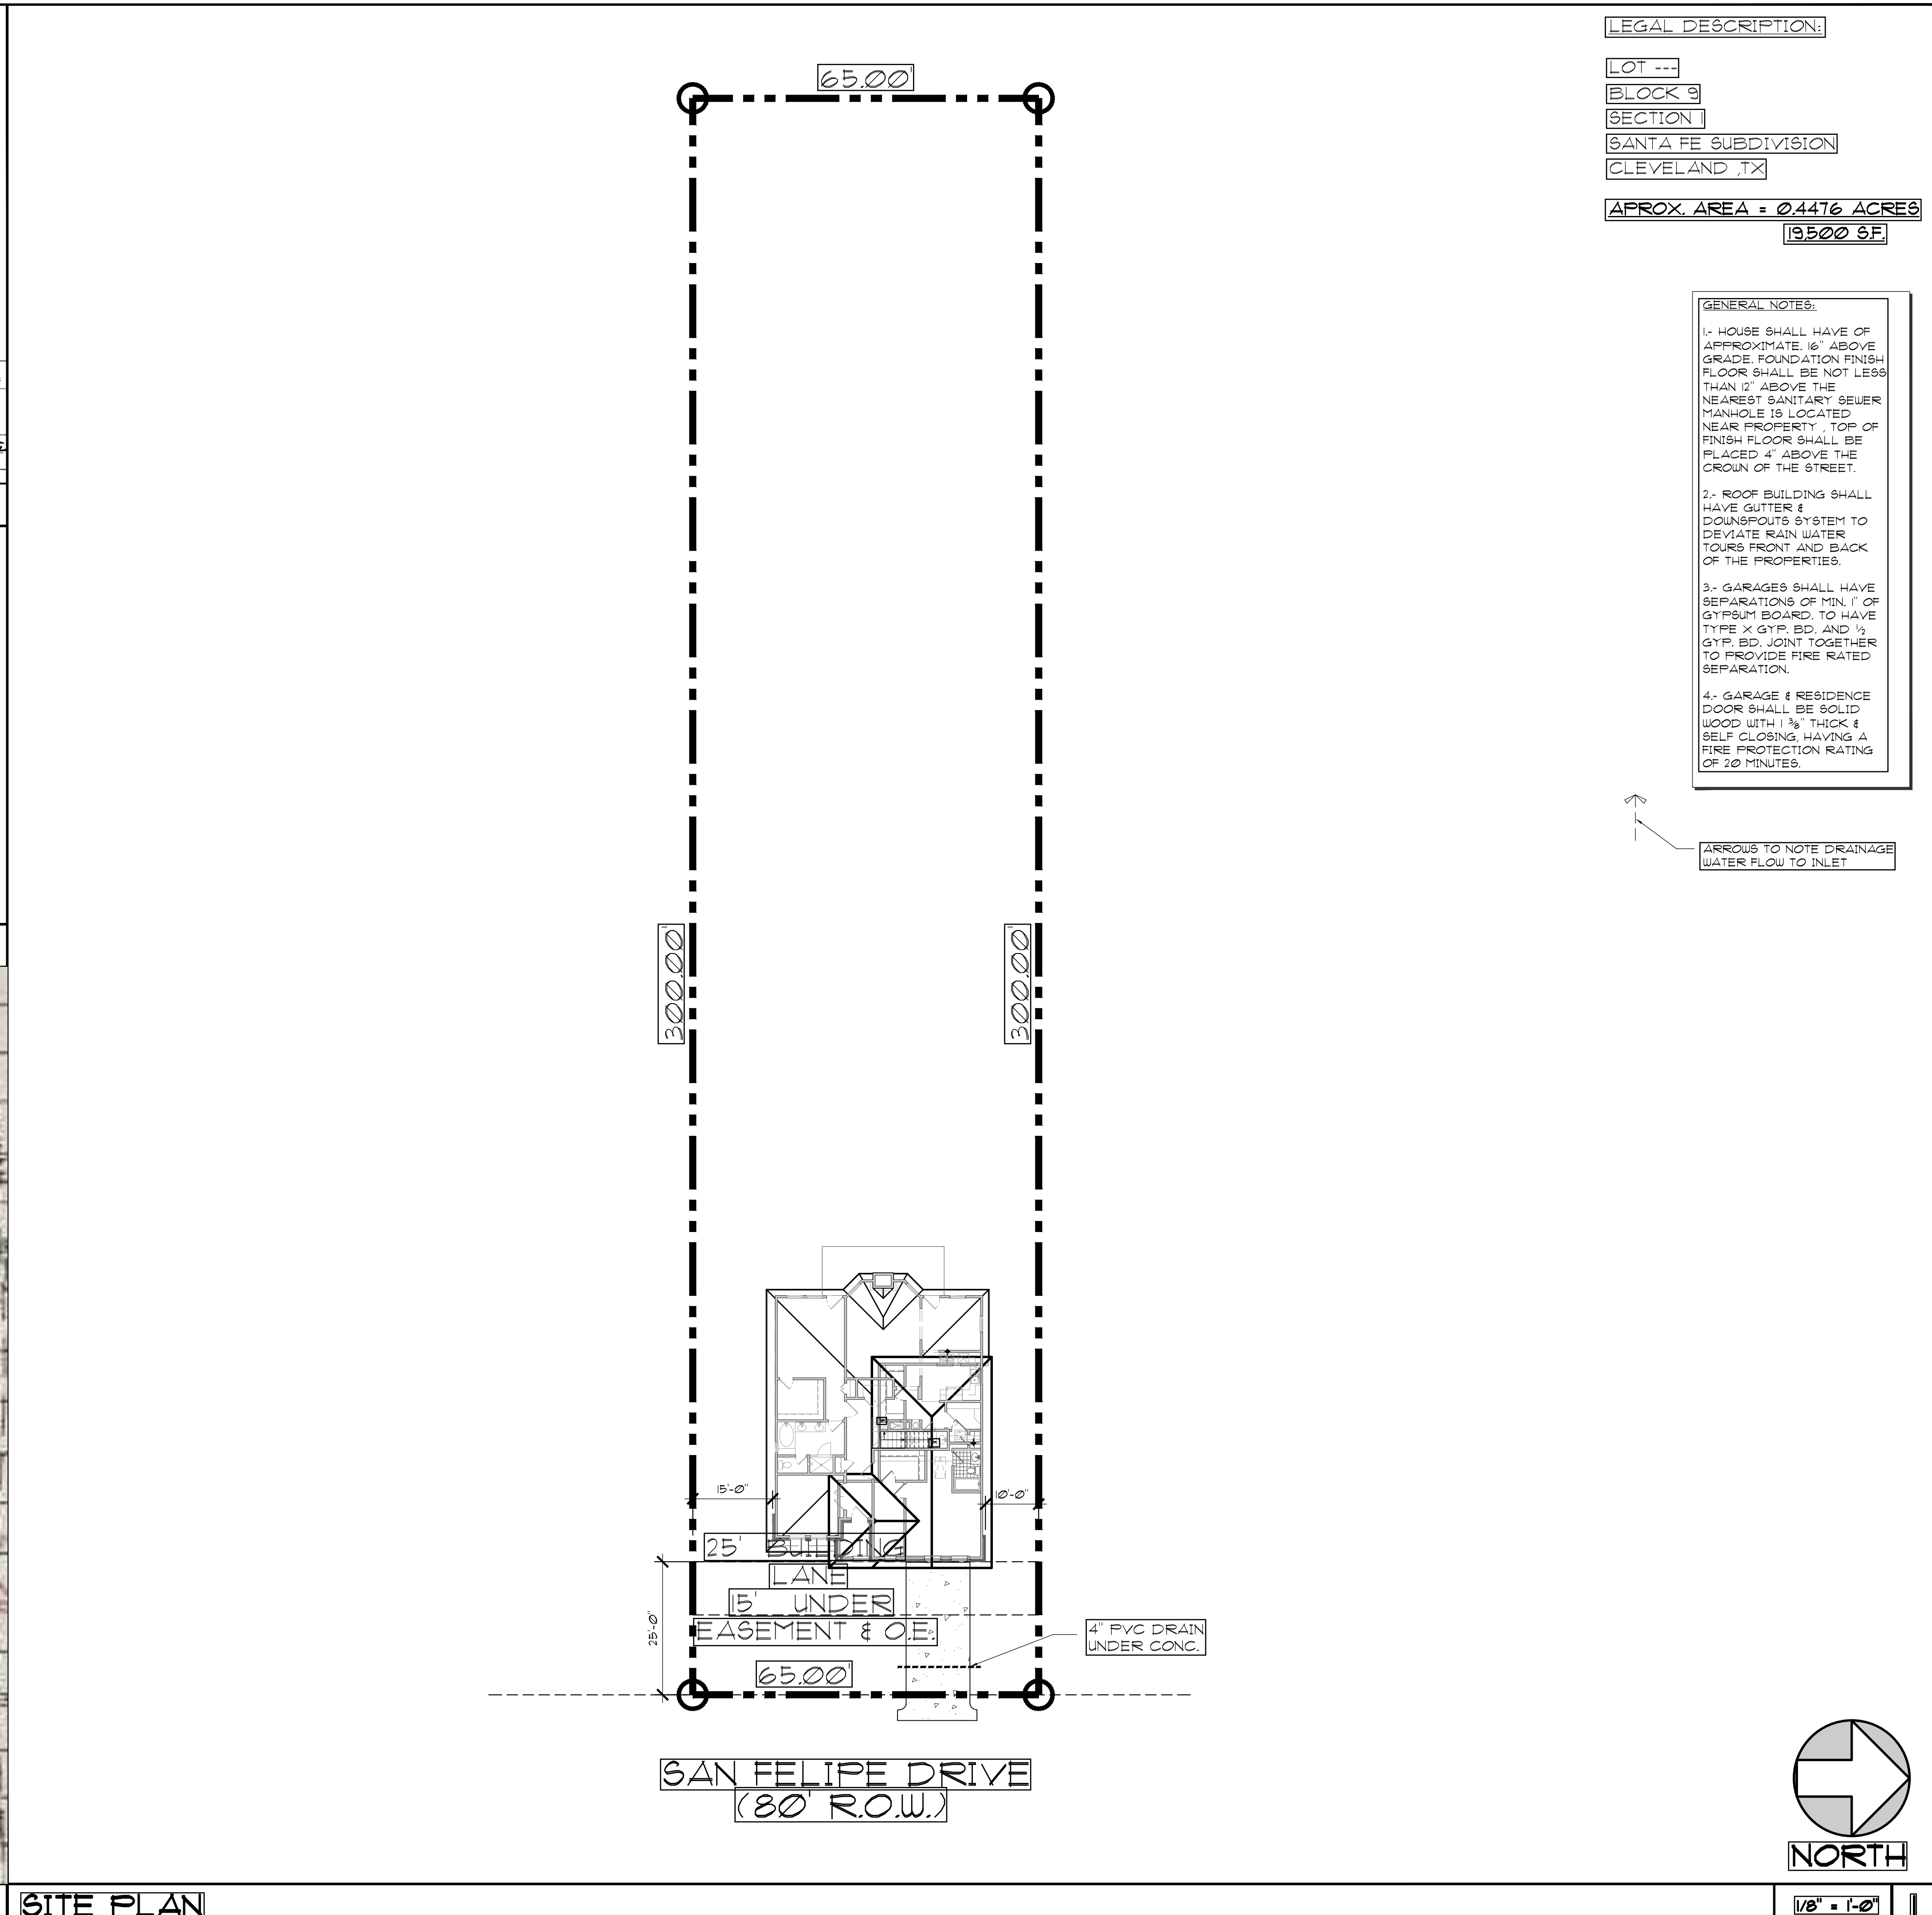 LEGAL DESCRIPTION:
LOT ---
BLOCK 9
SECTION 1
SANTA FE SUBDIVISION
CLEVELAND ,TX
APROX. AREA = 0.4476 ACRES
19,500 S.F.
GENERAL NOTES:
1.- HOUSE SHALL HAVE OF
APPROXIMATE. 16" ABOVE
GRADE. FOUNDATION FINISH
FLOOR SHALL BE NOT LESS
THAN 12" ABOVE THE
NEAREST SANITARY SEWER
MANHOLE IS LOCATED
NEAR PROPERTY , TOP OF
FINISH FLOOR SHALL BE
PLACED 4" ABOVE THE
CROWN OF THE STREET.
2.- ROOF BUILDING SHALL
HAVE GUTTER &
DOWNSPOUTS SYSTEM TO
DEVIATE RAIN WATER
TOURS FRONT AND BACK
OF THE PROPERTIES.
3.- GARAGES SHALL HAVE
SEPARATIONS OF MIN. 1" OF
GYPSUM BOARD. TO HAVE
TYPE X GYP. BD. AND 1/2
GYP. BD. JOINT TOGETHER
TO PROVIDE FIRE RATED
SEPARATION.
4.- GARAGE & RESIDENCE
DOOR SHALL BE SOLID
WOOD WITH 1 3/8" THICK &
SELF CLOSING, HAVING A
FIRE PROTECTION RATING
OF 20 MINUTES.
ARROWS TO NOTE DRAINAGE
WATER FLOW TO INLET
65.00'
300.00'
300.00'
15'-0"
10'-0"
25' BUILDING
LANE
15' UNDER
EASEMENT & O.E.
25'-0"
4" PVC DRAIN
UNDER CONC.
65.00'
SAN FELIPE DRIVE
(80' R.O.W.)
NORTH
SITE PLAN
1/8" = 1'-0"